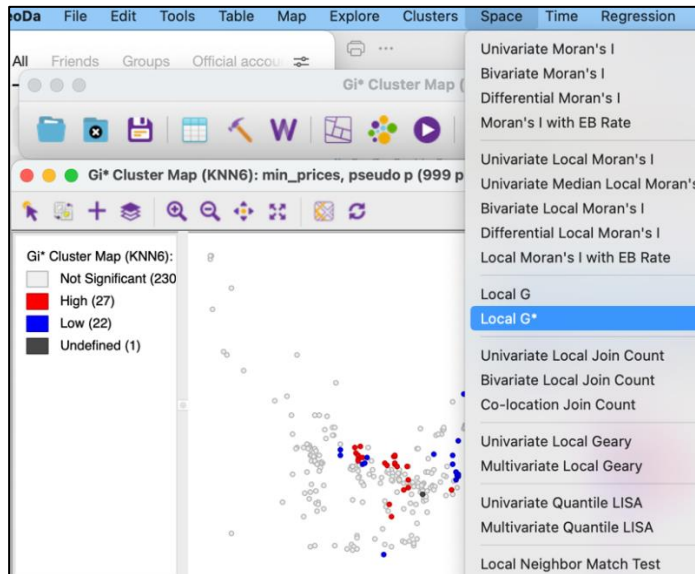 eoDa File Edit Tools Table Map Explore Clusters Space Time Regression
All Friends Groups Official accou
Gi* Cluster Map (
W
Gi* Cluster Map (KNN6): min_prices, pseudo p (999 p
Gi* Cluster Map (KNN6):
Not Significant (230
High (27)
Low (22)
Undefined (1)
Univariate Moran's I
Bivariate Moran's I
Differential Moran's I
Moran's I with EB Rate
Univariate Local Moran's I
Univariate Median Local Moran's
Bivariate Local Moran's I
Differential Local Moran's I
Local Moran's I with EB Rate
Local G
Local G*
Univariate Local Join Count
Bivariate Local Join Count
Co-location Join Count
Univariate Local Geary
Multivariate Local Geary
Univariate Quantile LISA
Multivariate Quantile LISA
Local Neighbor Match Test